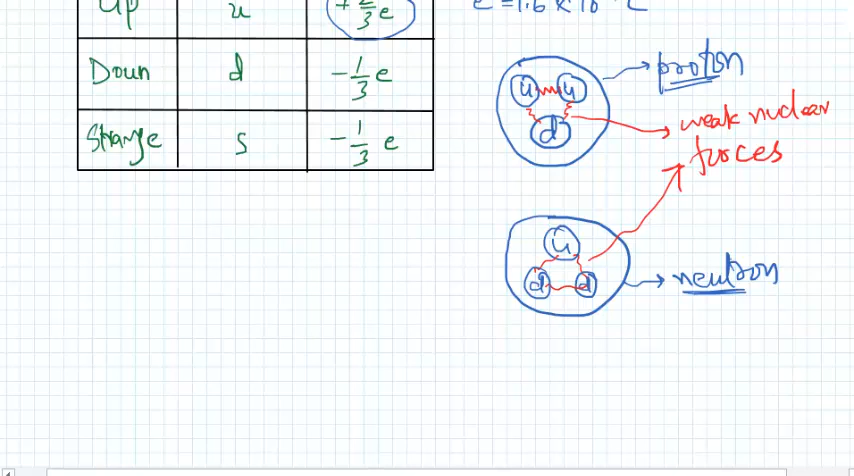 Up u +2/3 e
e = 1.6 × 10
Down d -1/3 e
Strange s -1/3 e
u u
d
proton
weak nuclear
forces
u
d d
neutron